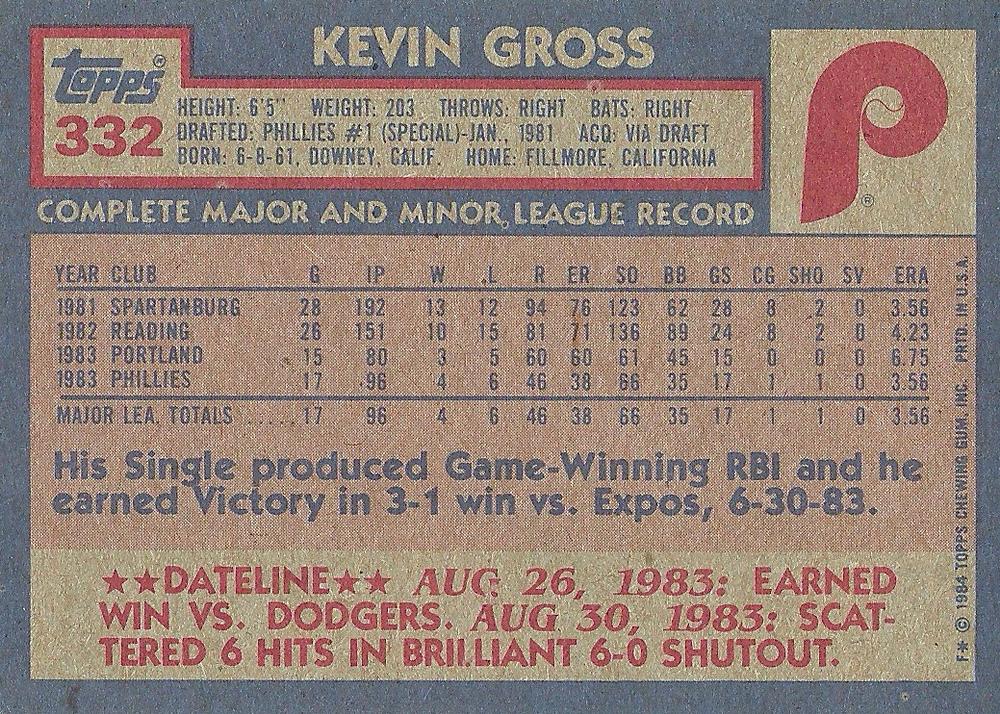 KEVIN GROSS
Topps®
332
HEIGHT: 6'5" WEIGHT: 203 THROWS: RIGHT BATS: RIGHT
DRAFTED: PHILLIES #1 (SPECIAL)-JAN., 1981 ACQ: VIA DRAFT
BORN: 6-8-61, DOWNEY, CALIF. HOME: FILLMORE, CALIFORNIA
P
®
COMPLETE MAJOR AND MINOR LEAGUE RECORD
YEAR CLUB G IP W L R ER SO BB GS CG SHO SV ERA
1981 SPARTANBURG 28 192 13 12 94 76 123 62 28 8 2 0 3.56
1982 READING 26 151 10 15 81 71 136 89 24 8 2 0 4.23
1983 PORTLAND 15 80 3 5 60 60 61 45 15 0 0 0 6.75
1983 PHILLIES 17 96 4 6 46 38 66 35 17 1 1 0 3.56
MAJOR LEA. TOTALS ..... 17 96 4 6 46 38 66 35 17 1 1 0 3.56
His Single produced Game-Winning RBI and he
earned Victory in 3-1 win vs. Expos, 6-30-83.
★★DATELINE★★ AUG. 26, 1983: EARNED
WIN VS. DODGERS. AUG 30, 1983: SCAT-
TERED 6 HITS IN BRILLIANT 6-0 SHUTOUT.
F* © 1984 TOPPS CHEWING GUM, INC. PRTD. IN U.S.A.